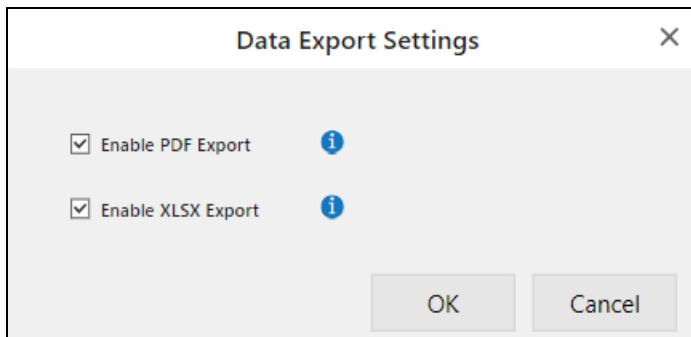 Data Export Settings
Enable PDF Export
Enable XLSX Export
OK Cancel